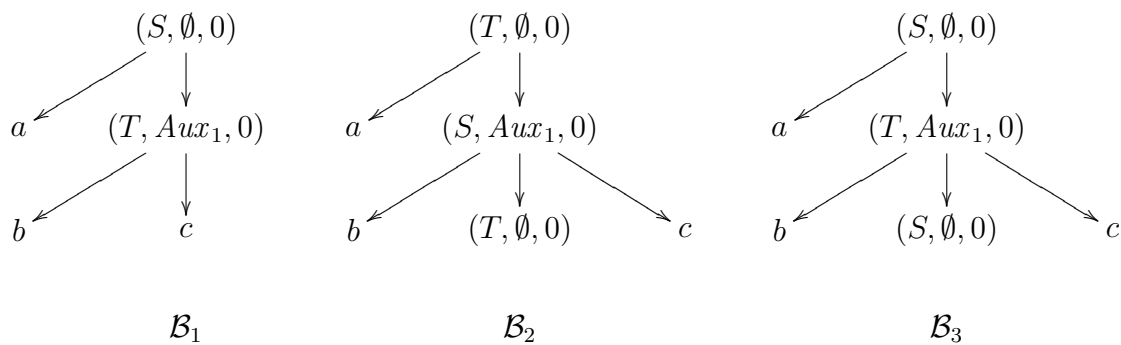 (S, ∅, 0) (T, ∅, 0) (S, ∅, 0)
a (T, Aux₁, 0) a (S, Aux₁, 0) a (T, Aux₁, 0)
b c b (T, ∅, 0) c b (S, ∅, 0) c
ℬ₁ ℬ₂ ℬ₃